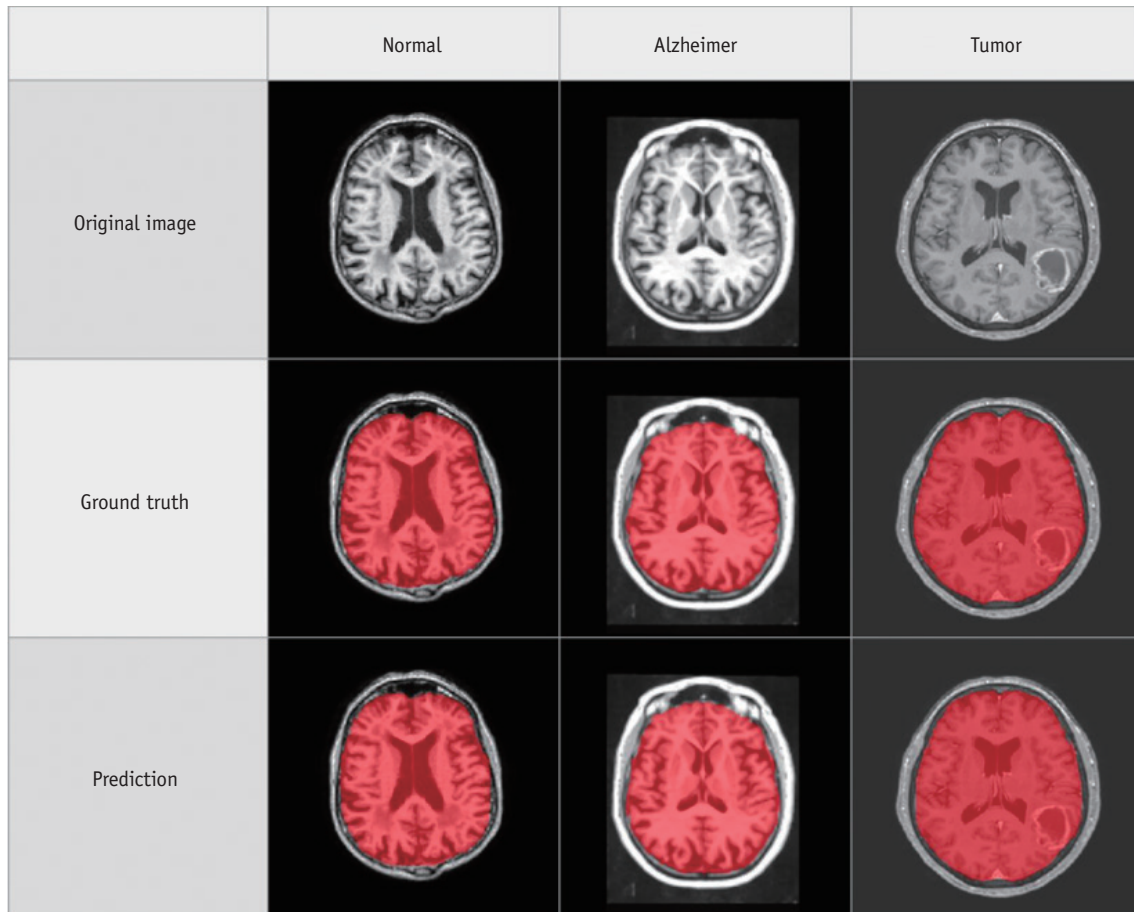 Normal
Alzheimer
Tumor
Original image
Ground truth
Prediction